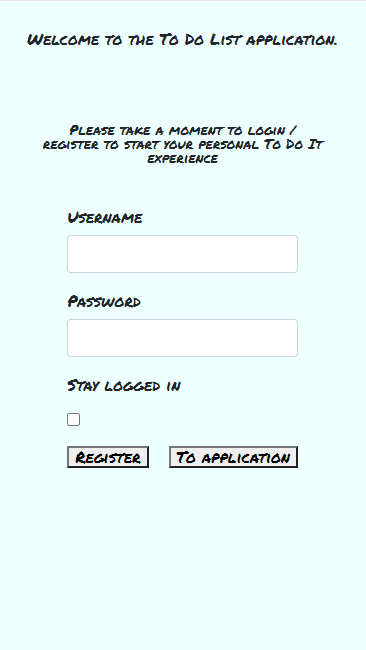 Welcome to the To Do List application.
Please take a moment to login /
register to start your personal To Do It
experience
Username
Password
Stay logged in
Register To application